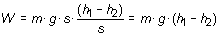 W = m · g · s · (h₁ − h₂) / s = m · g · (h₁ − h₂)